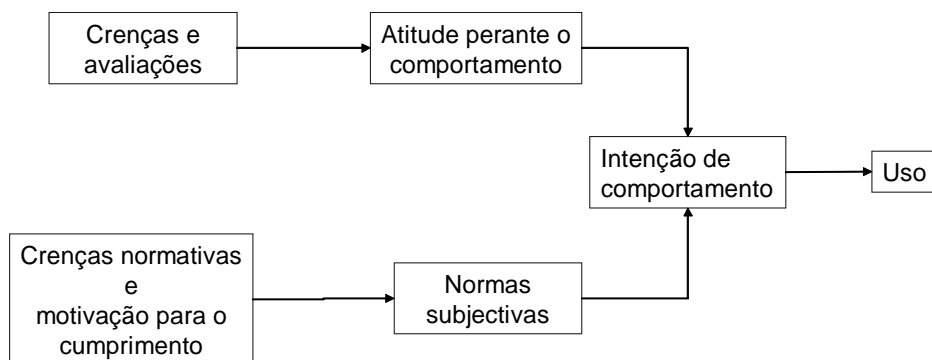 Crenças e
avaliações
Atitude perante o
comportamento
Intenção de
comportamento
Uso
Crenças normativas
e
motivação para o
cumprimento
Normas
subjectivas